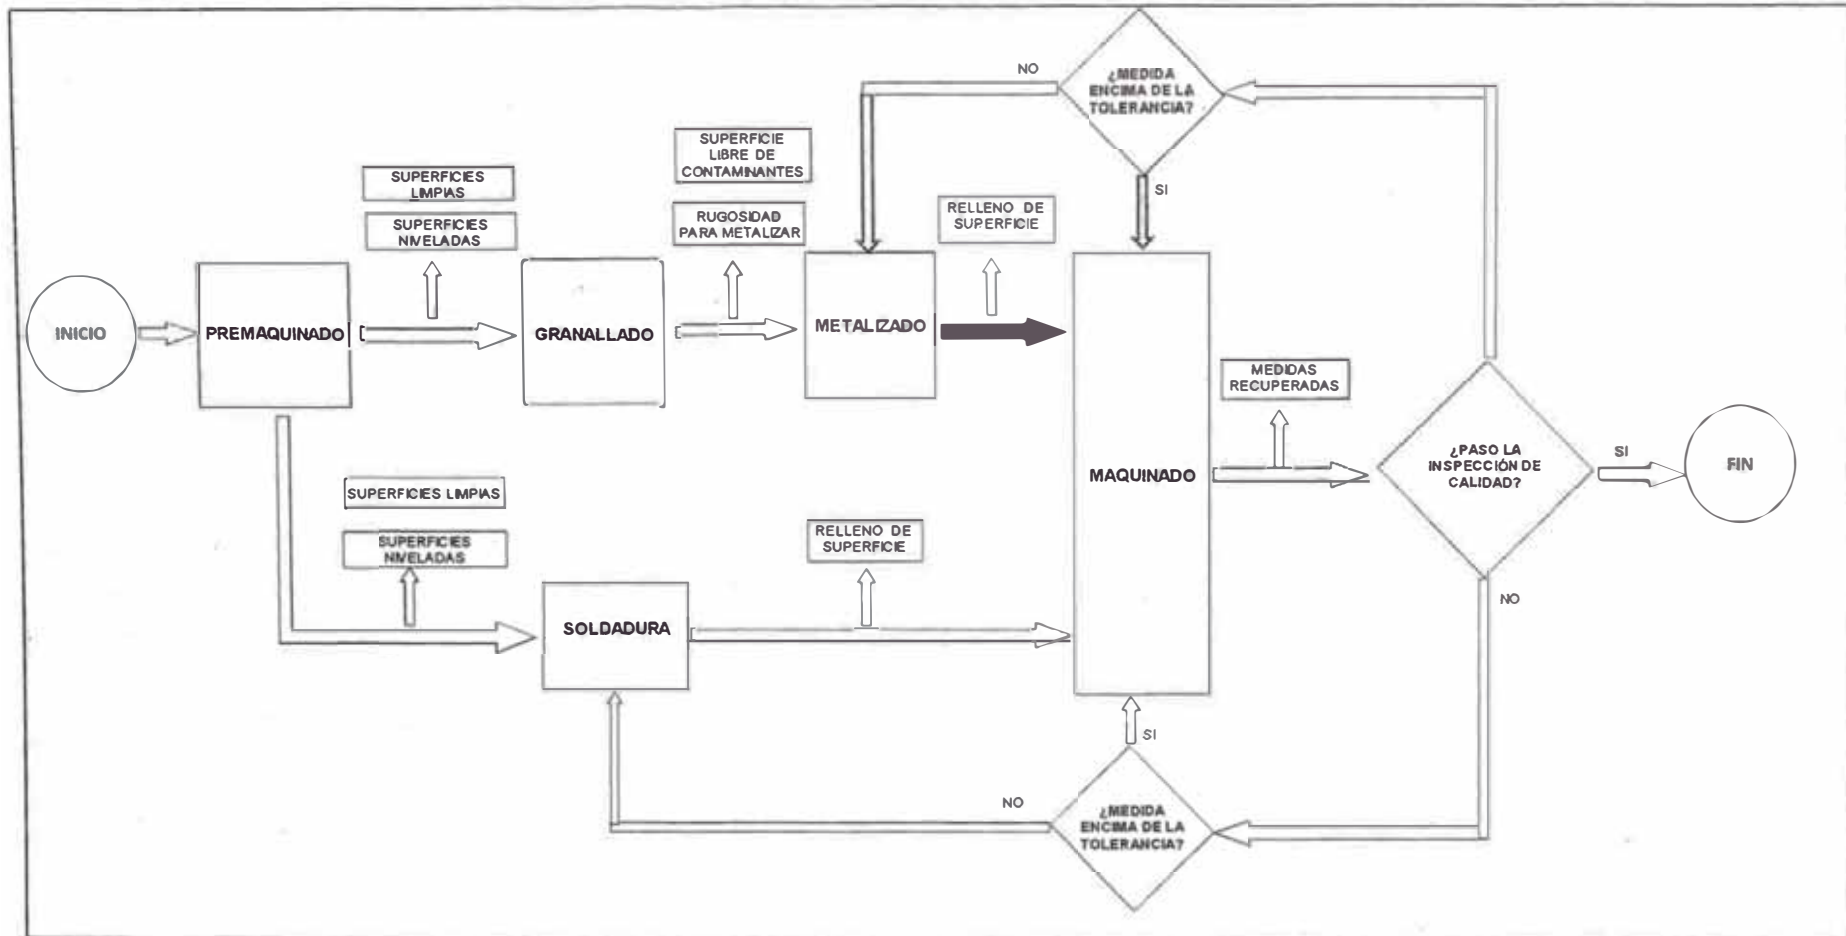 ¿MEDIDA
ENCIMA DE LA
TOLERANCIA?
NO
SI
SUPERFICIE
LIBRE DE
CONTAMINANTES
SUPERFICIES
LIMPIAS
RUGOSIDAD
PARA METALIZAR
RELLENO DE
SUPERFICIE
SUPERFICIES
NIVELADAS
INICIO
PREMAQUINADO
GRANALLADO
METALIZADO
MEDIDAS
RECUPERADAS
MAQUINADO
¿PASO LA
INSPECCIÓN DE
CALIDAD?
SI
FIN
SUPERFICIES LIMPIAS
SUPERFICIES
NIVELADAS
RELLENO DE
SUPERFICIE
NO
SOLDADURA
SI
NO
¿MEDIDA
ENCIMA DE LA
TOLERANCIA?